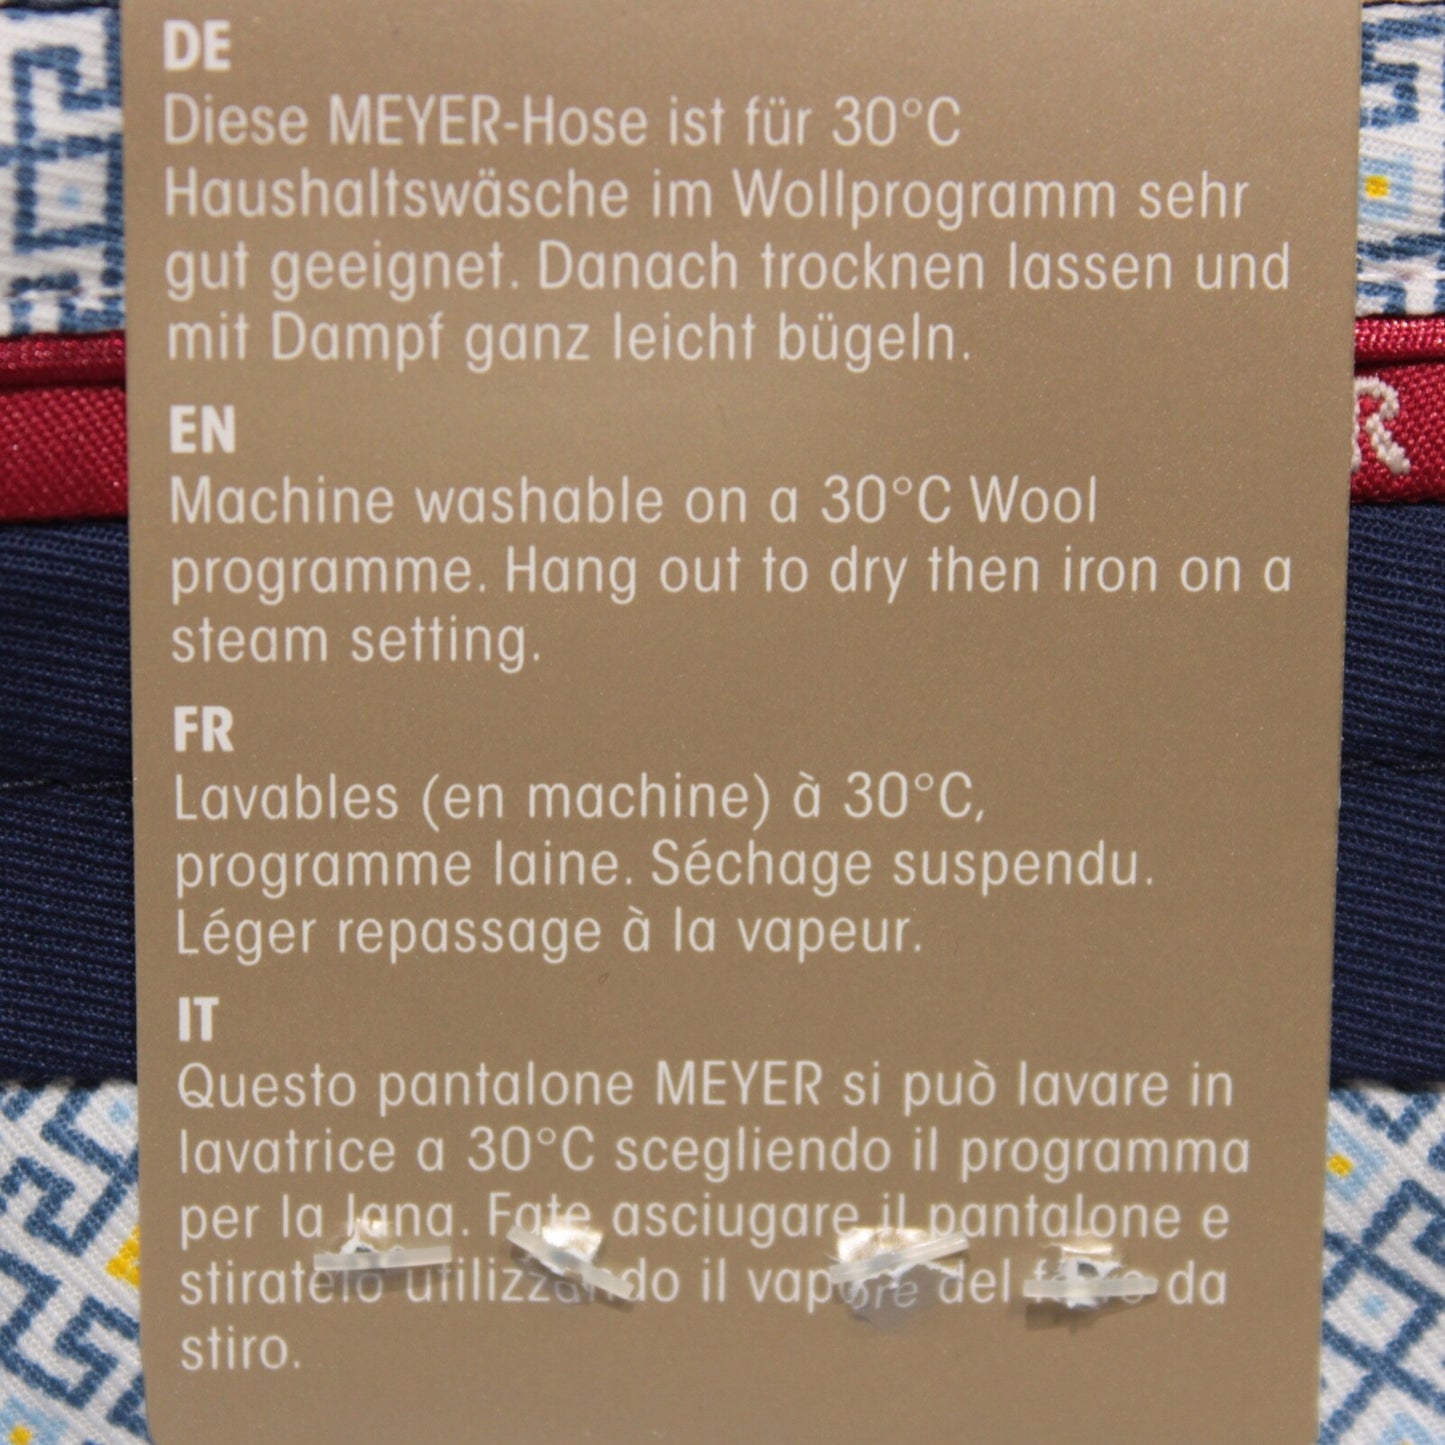 DE
Diese MEYER-Hose ist für 30°C
Haushaltswäsche im Wollprogramm sehr
gut geeignet. Danach trocknen lassen und
mit Dampf ganz leicht bügeln.
EN
Machine washable on a 30°C Wool
programme. Hang out to dry then iron on a
steam setting.
FR
Lavables (en machine) à 30°C,
programme laine. Séchage suspendu.
Léger repassage à la vapeur.
IT
Questo pantalone MEYER si può lavare in
lavatrice a 30°C scegliendo il programma
per la lana. Fate asciugare il pantalone e
stiratelo utilizzando il vapore del ferro da
stiro.
R